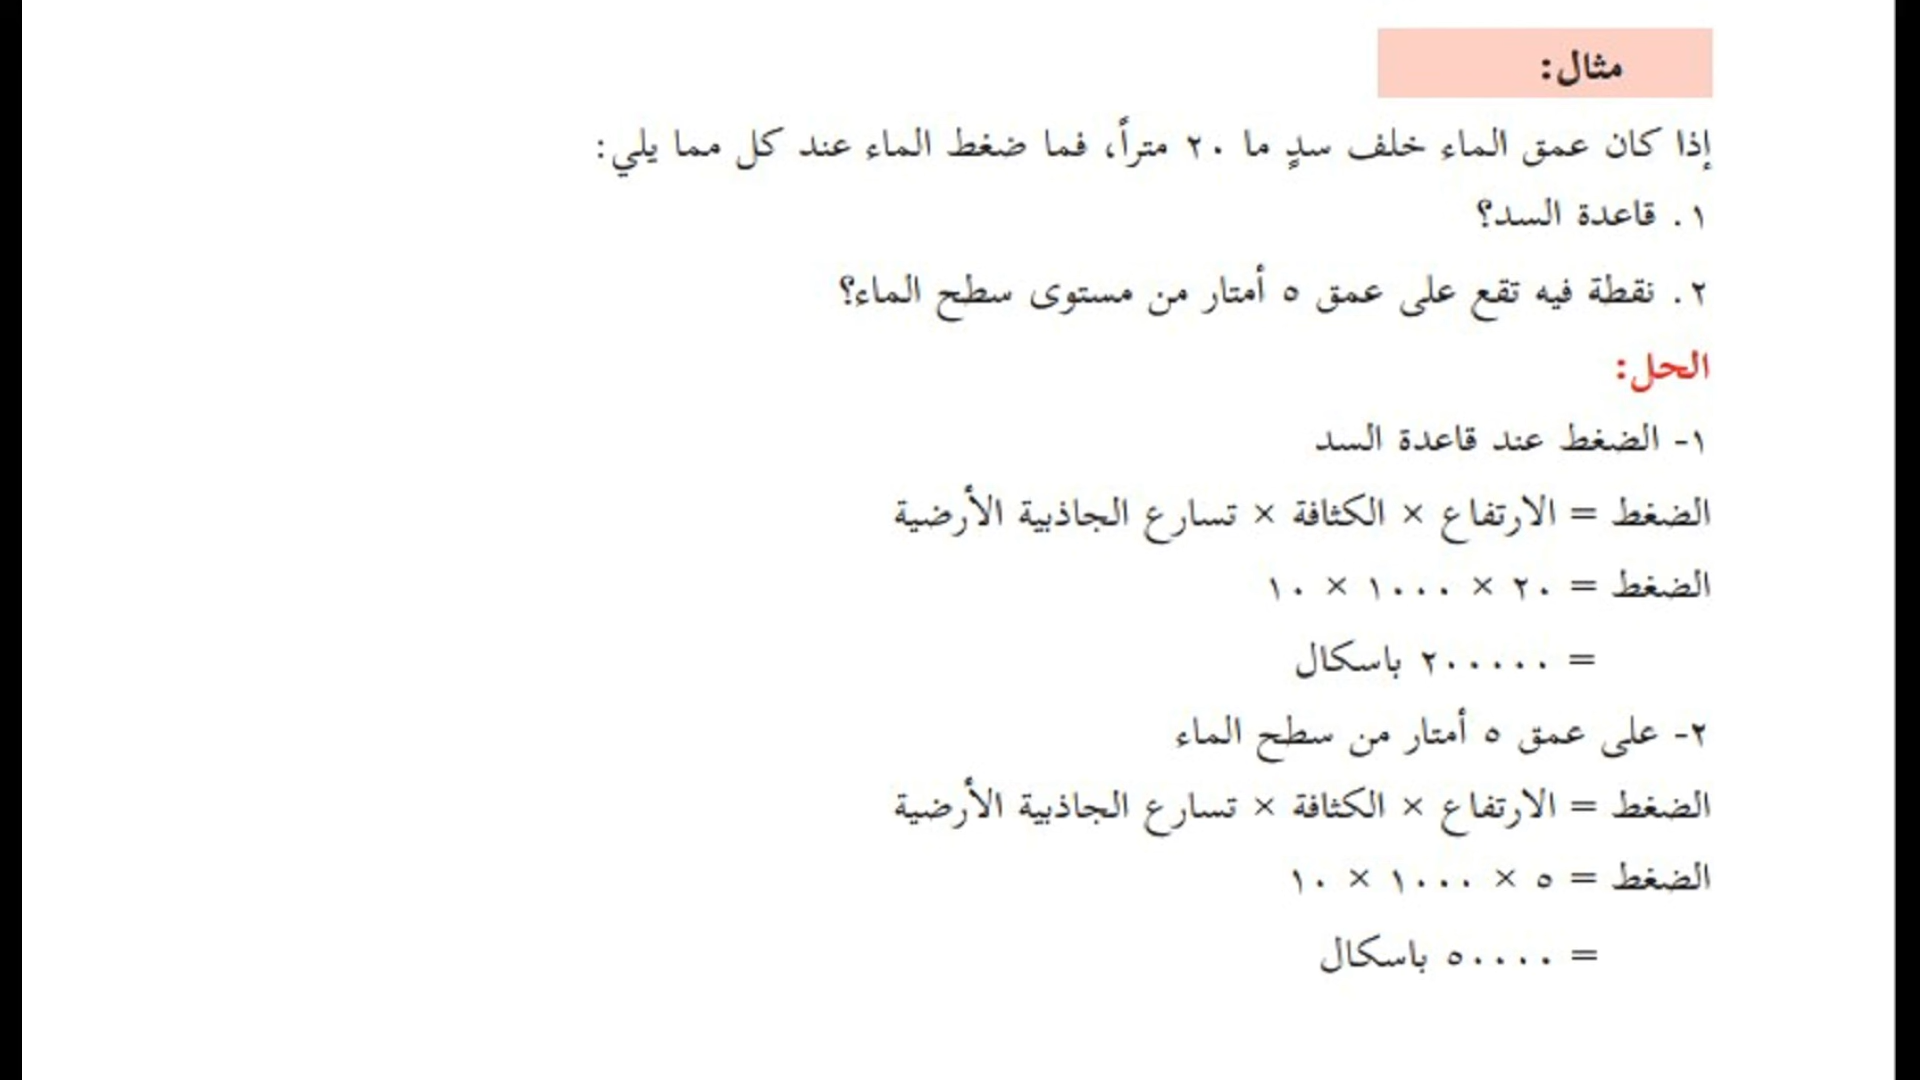 مثال:
إذا كان عمق الماء خلف سدٍ ما ٢٠ متراً، فما ضغط الماء عند كل مما يلي:
١. قاعدة السد؟
٢. نقطة فيه تقع على عمق ٥ أمتار من مستوى سطح الماء؟
الحل:
١- الضغط عند قاعدة السد
الضغط = الارتفاع × الكثافة × تسارع الجاذبية الأرضية
الضغط = ٢٠ × ١٠٠٠ × ١٠
= ٢٠٠٠٠٠ باسكال
٢- على عمق ٥ أمتار من سطح الماء
الضغط = الارتفاع × الكثافة × تسارع الجاذبية الأرضية
الضغط = ٥ × ١٠٠٠ × ١٠
= ٥٠٠٠٠ باسكال